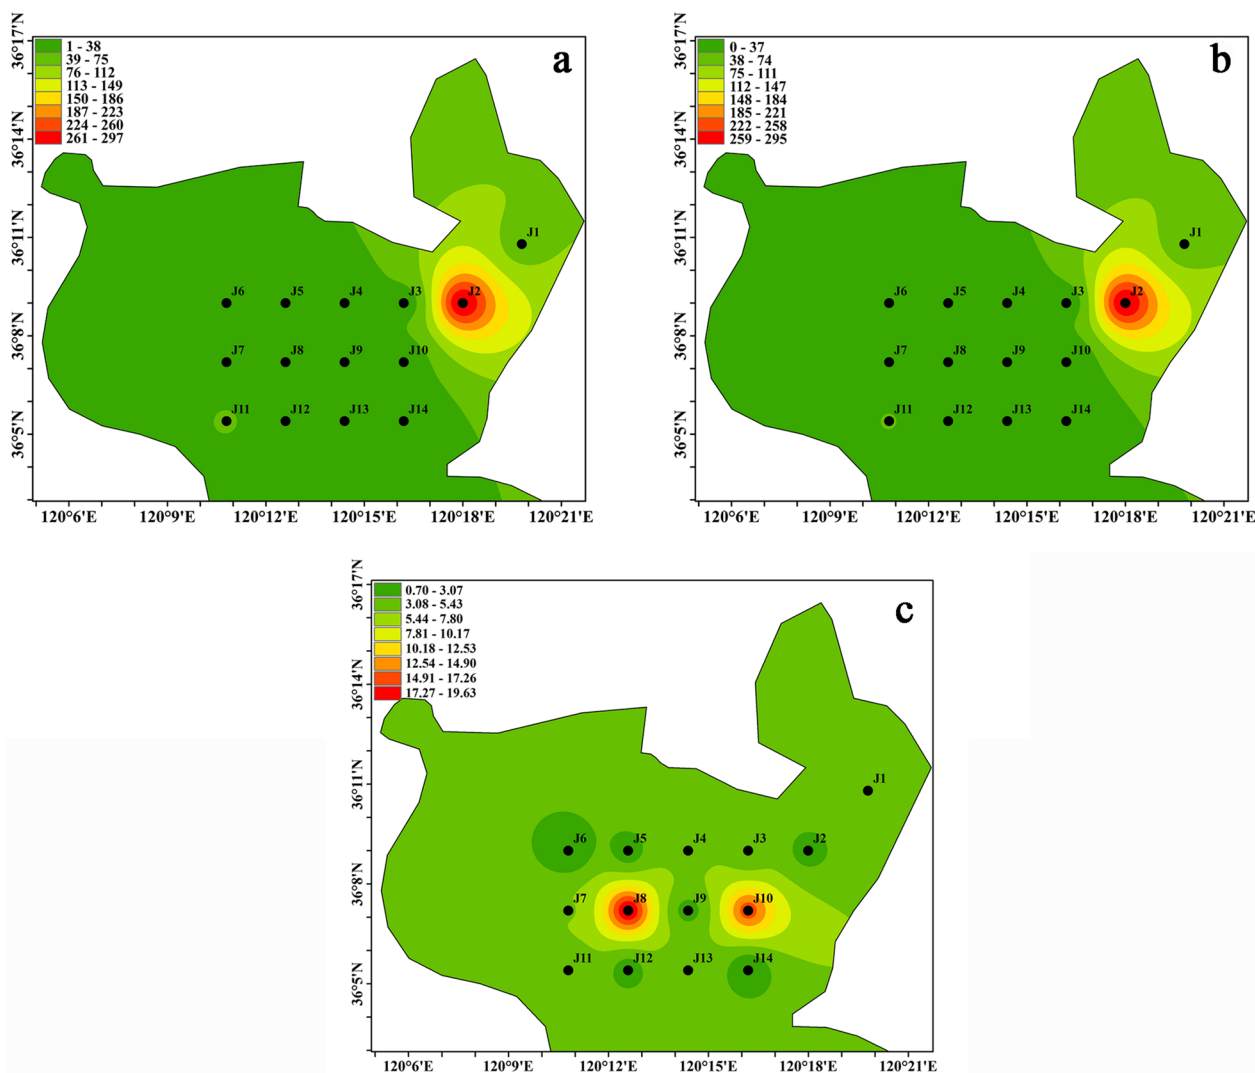 a
1 - 38
39 - 75
76 - 112
113 - 149
150 - 186
187 - 223
224 - 260
261 - 297
36°17'N
36°14'N
36°11'N
36°8'N
36°5'N
J1
J6 J5 J4 J3 J2
J7 J8 J9 J10
J11 J12 J13 J14
120°6'E 120°9'E 120°12'E 120°15'E 120°18'E 120°21'E
b
0 - 37
38 - 74
75 - 111
112 - 147
148 - 184
185 - 221
222 - 258
259 - 295
36°17'N
36°14'N
36°11'N
36°8'N
36°5'N
J1
J6 J5 J4 J3 J2
J7 J8 J9 J10
J11 J12 J13 J14
120°6'E 120°9'E 120°12'E 120°15'E 120°18'E 120°21'E
c
0.70 - 3.07
3.08 - 5.43
5.44 - 7.80
7.81 - 10.17
10.18 - 12.53
12.54 - 14.90
14.91 - 17.26
17.27 - 19.63
36°17'N
36°14'N
36°11'N
36°8'N
36°5'N
J1
J6 J5 J4 J3 J2
J7 J8 J9 J10
J11 J12 J13 J14
120°6'E 120°9'E 120°12'E 120°15'E 120°18'E 120°21'E